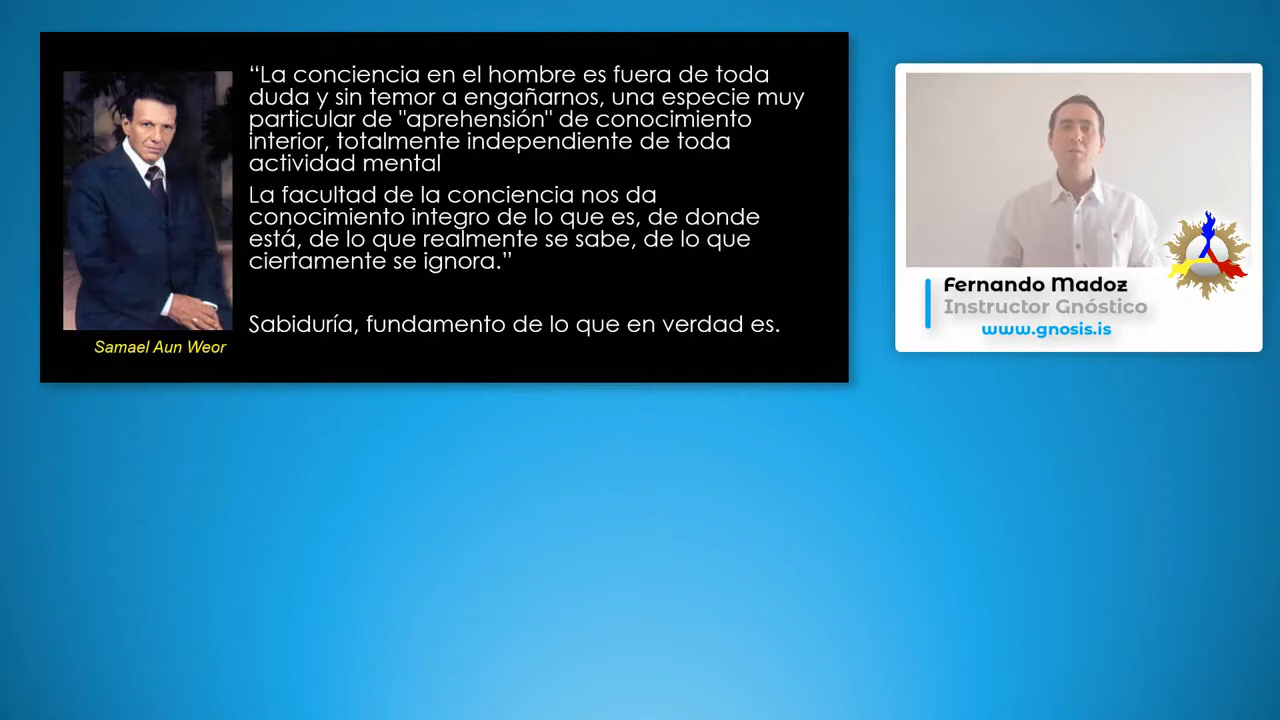 “La conciencia en el hombre es fuera de toda
duda y sin temor a engañarnos, una especie muy
particular de "aprehensión" de conocimiento
interior, totalmente independiente de toda
actividad mental
La facultad de la conciencia nos da
conocimiento integro de lo que es, de donde
está, de lo que realmente se sabe, de lo que
ciertamente se ignora.”
Sabiduría, fundamento de lo que en verdad es.
Samael Aun Weor
Fernando Madoz
Instructor Gnóstico
www.gnosis.is